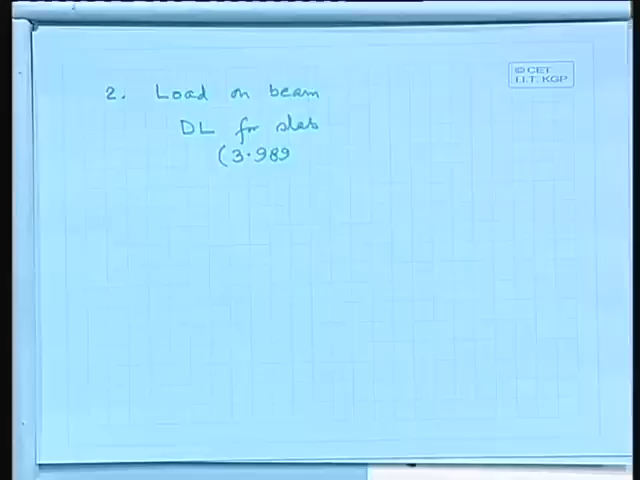 © CET
I.I.T. KGP
2. Load on beam
DL for slab
(3.989